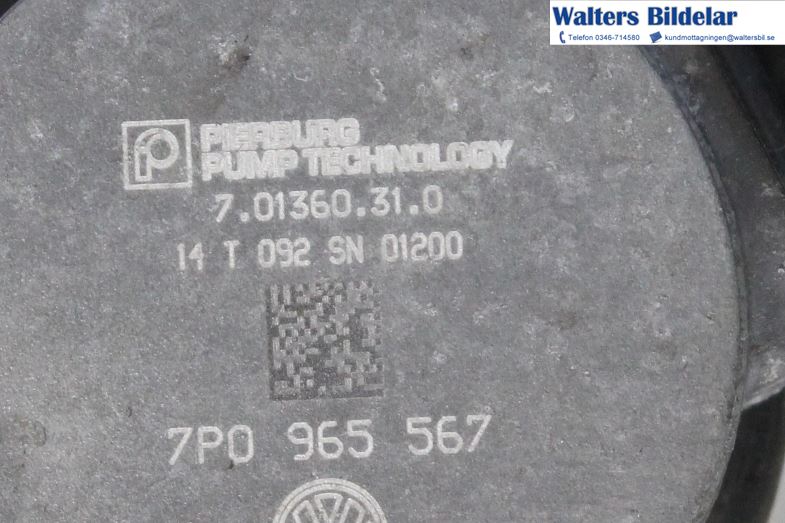 Walters Bildelar
Telefon 0346-714580 kundmottagningen@waltersbil.se
PIERBURG
PUMP TECHNOLOGY
7.01360.31.0
14 T 092 SN 01200
7P0 965 567